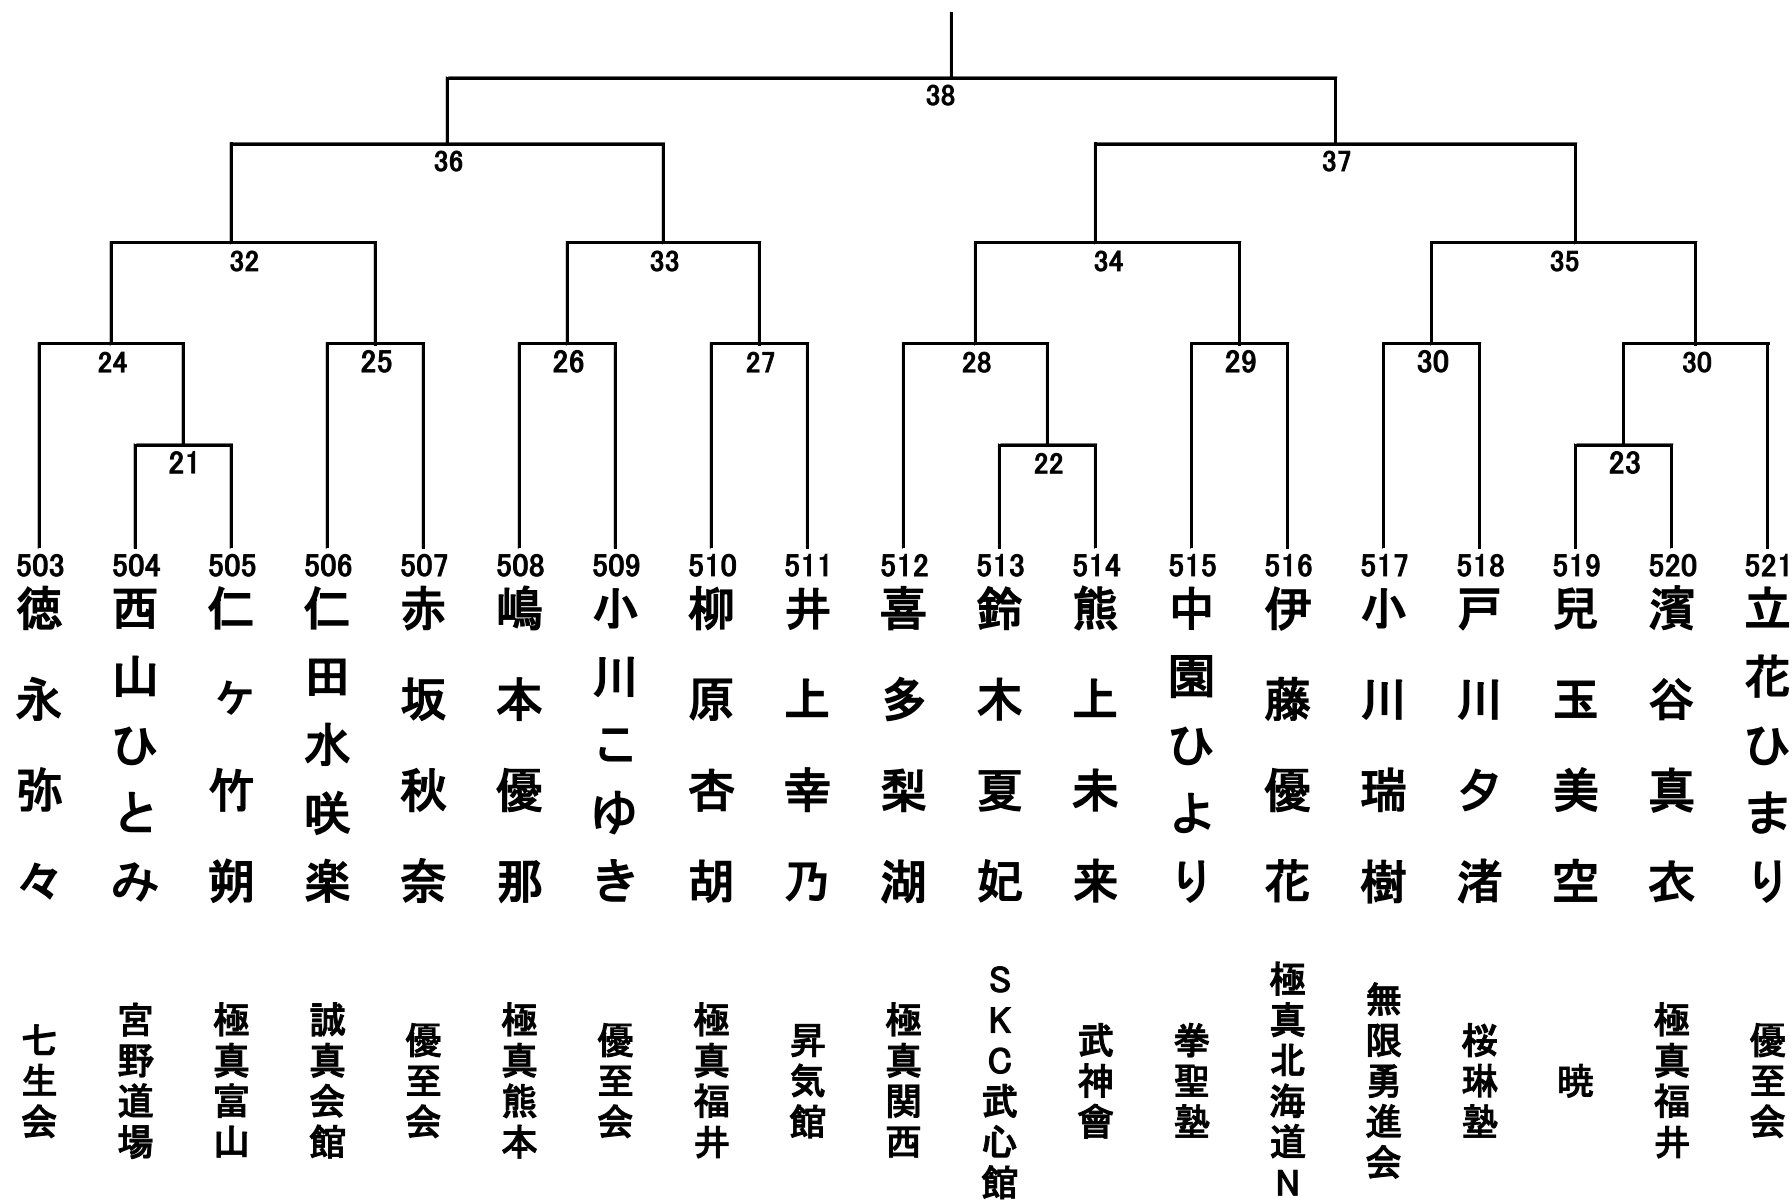 38
36
37
32
33
34
35
24
25
26
27
28
29
30
30
21
22
23
503
504
505
506
507
508
509
510
511
512
513
514
515
516
517
518
519
520
521
徳永弥々
西山ひとみ
仁ヶ竹朔
仁田水咲楽
赤坂秋奈
嶋本優那
小川こゆき
柳原杏胡
井上幸乃
喜多梨湖
鈴木夏妃
熊上未来
中園ひより
伊藤優花
小川瑞樹
戸川夕渚
兒玉美空
濱谷真衣
立花ひまり
七生会
宮野道場
極真富山
誠真会館
優至会
極真熊本
優至会
極真福井
昇気館
極真関西
SKC武心館
武神會
拳聖塾
極真北海道N
無限勇進会
桜琳塾
暁
極真福井
優至会